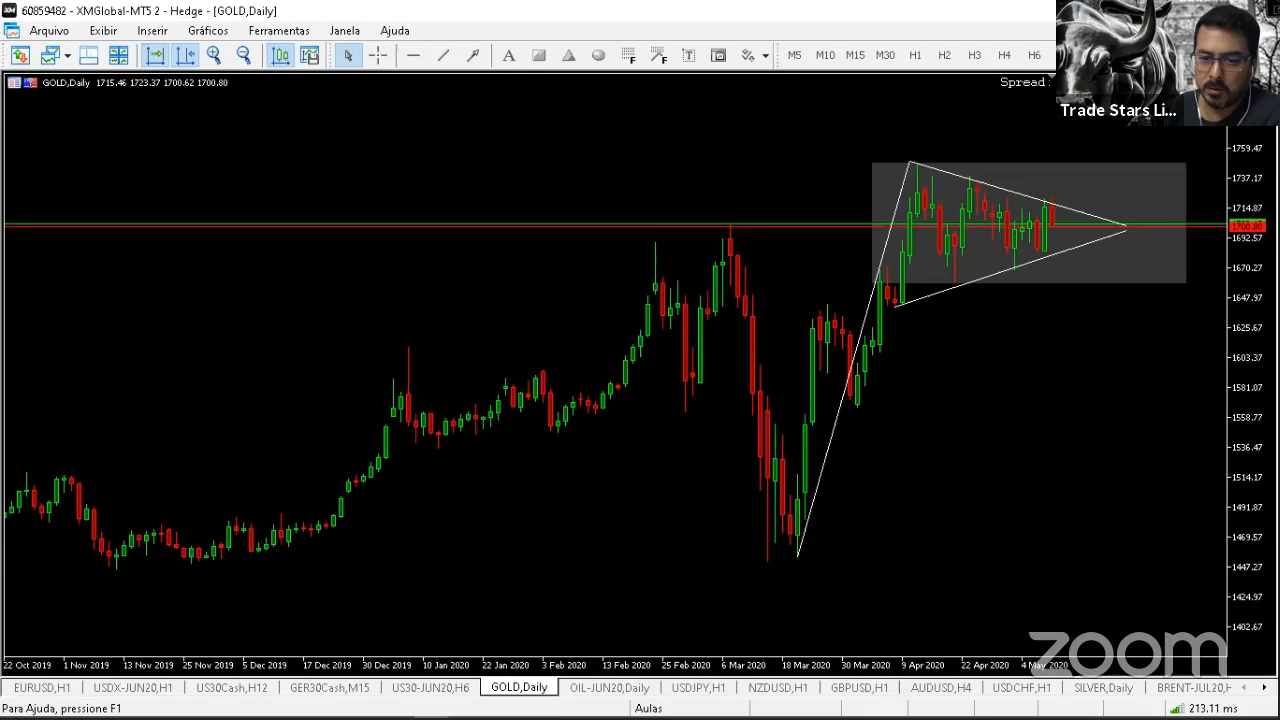 60859482 - XMGlobal-MT5 2 - Hedge - [GOLD,Daily]
Arquivo Exibir Inserir Gráficos Ferramentas Janela Ajuda
M5 M10 M15 M30 H1 H2 H3 H4 H6
GOLD,Daily 1715.46 1723.37 1700.62 1700.80
Spread:
Trade Stars Li...
1759.47
1737.17
1714.87
1700.80
1692.57
1670.27
1647.97
1625.67
1603.37
1581.07
1558.77
1536.47
1514.17
1491.87
1469.57
1447.27
1424.97
1402.67
zoom
22 Oct 2019 1 Nov 2019 13 Nov 2019 25 Nov 2019 5 Dec 2019 17 Dec 2019 30 Dec 2019 10 Jan 2020 22 Jan 2020 3 Feb 2020 13 Feb 2020 25 Feb 2020 6 Mar 2020 18 Mar 2020 30 Mar 2020 9 Apr 2020 22 Apr 2020 4 May 2020
EURUSD,H1 USDX-JUN20,H1 US30Cash,H12 GER30Cash,M15 US30-JUN20,H6 GOLD,Daily OIL-JUN20,Daily USDJPY,H1 NZDUSD,H1 GBPUSD,H1 AUDUSD,H4 USDCHF,H1 SILVER,Daily BRENT-JUL20,H
Para Ajuda, pressione F1 Aulas 213.11 ms